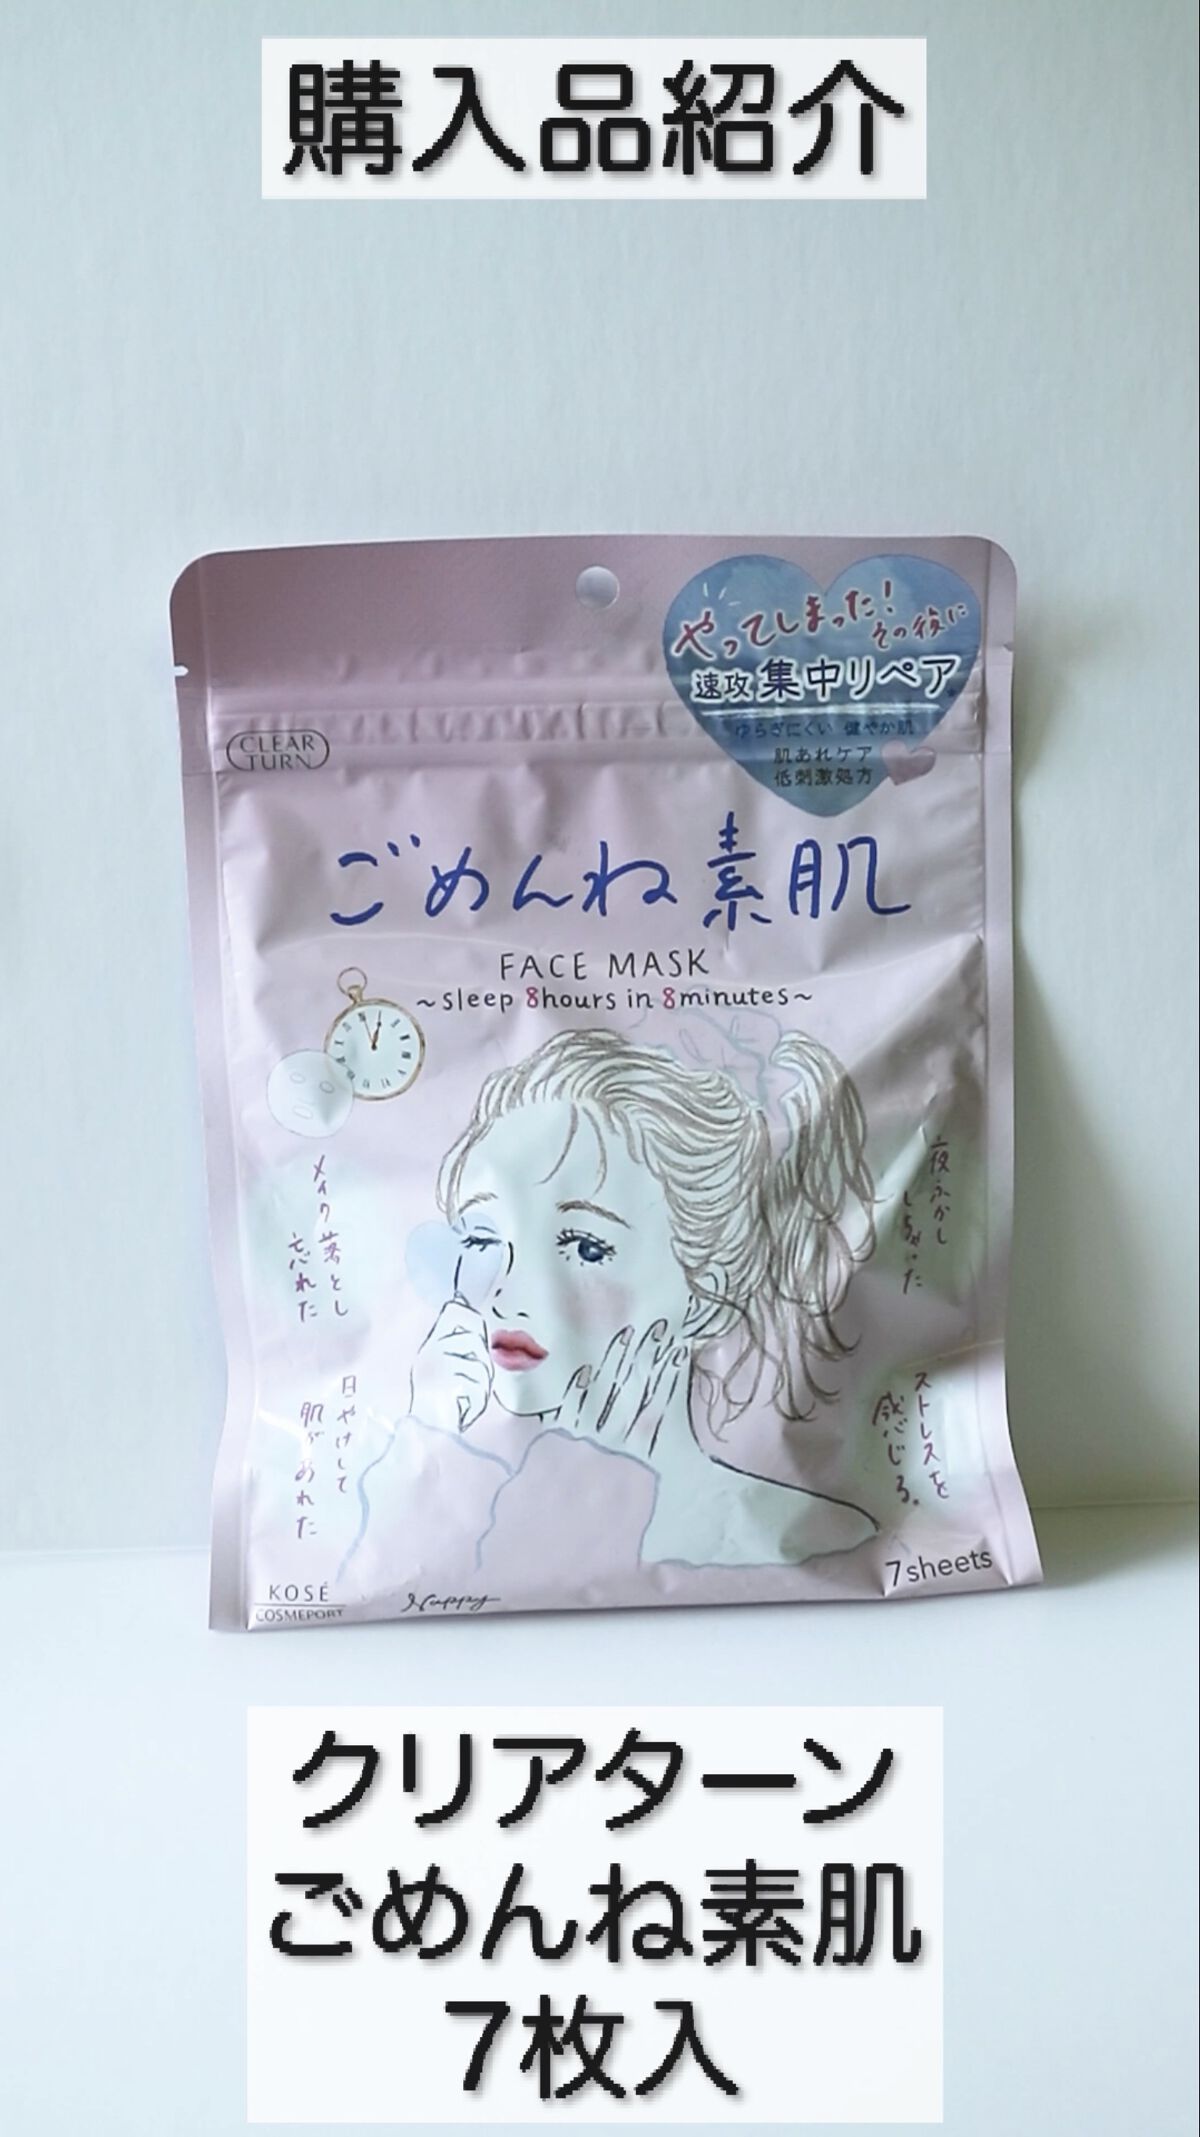 購入品紹介
やってしまった!
その後に
速攻 集中リペア
ゆらぎにくい 健やか肌
肌あれケア
低刺激処方
CLEAR
TURN
ごめんね素肌
FACE MASK
~sleep 8hours in 8minutes~
メイク落とし
忘れた
夜ふかし
しちゃった
日やけして
肌があれた
ストレスを
感じる。
7sheets
KOSÉ
COSMEPORT
Nuppy
クリアターン
ごめんね素肌
7枚入